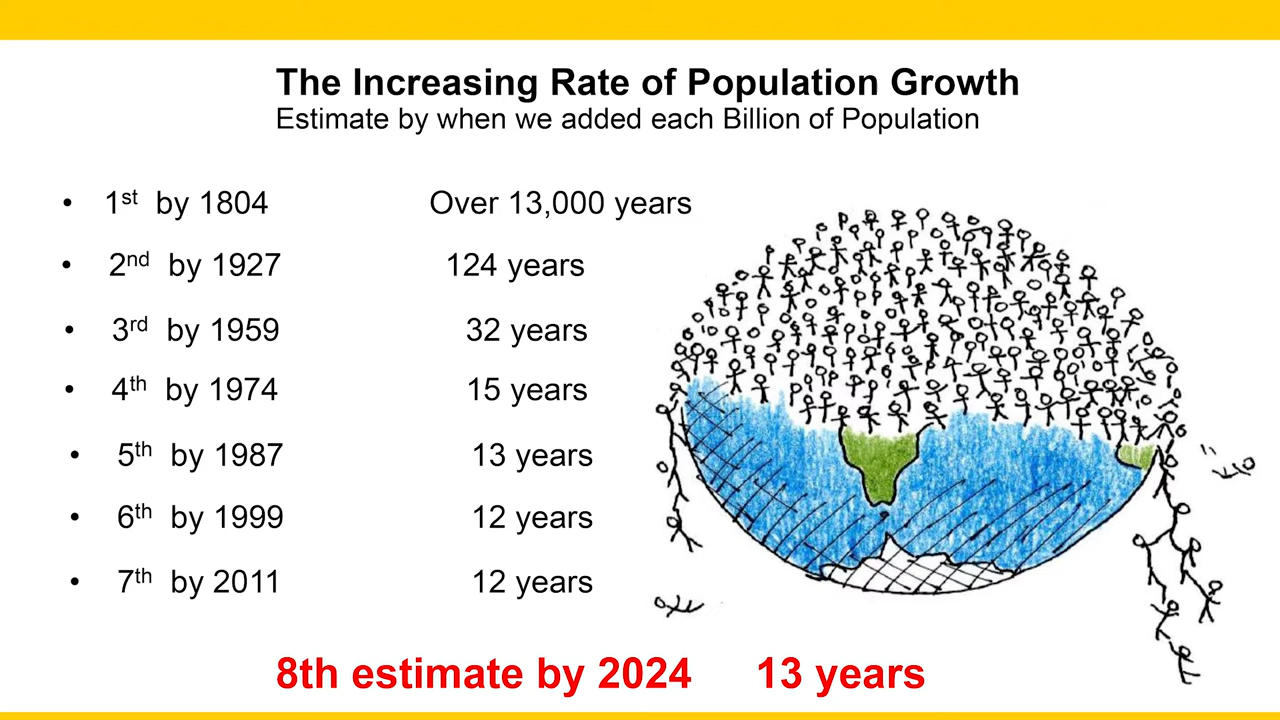 The Increasing Rate of Population Growth
Estimate by when we added each Billion of Population
• 1st by 1804 Over 13,000 years
• 2nd by 1927 124 years
• 3rd by 1959 32 years
• 4th by 1974 15 years
• 5th by 1987 13 years
• 6th by 1999 12 years
• 7th by 2011 12 years
8th estimate by 2024 13 years